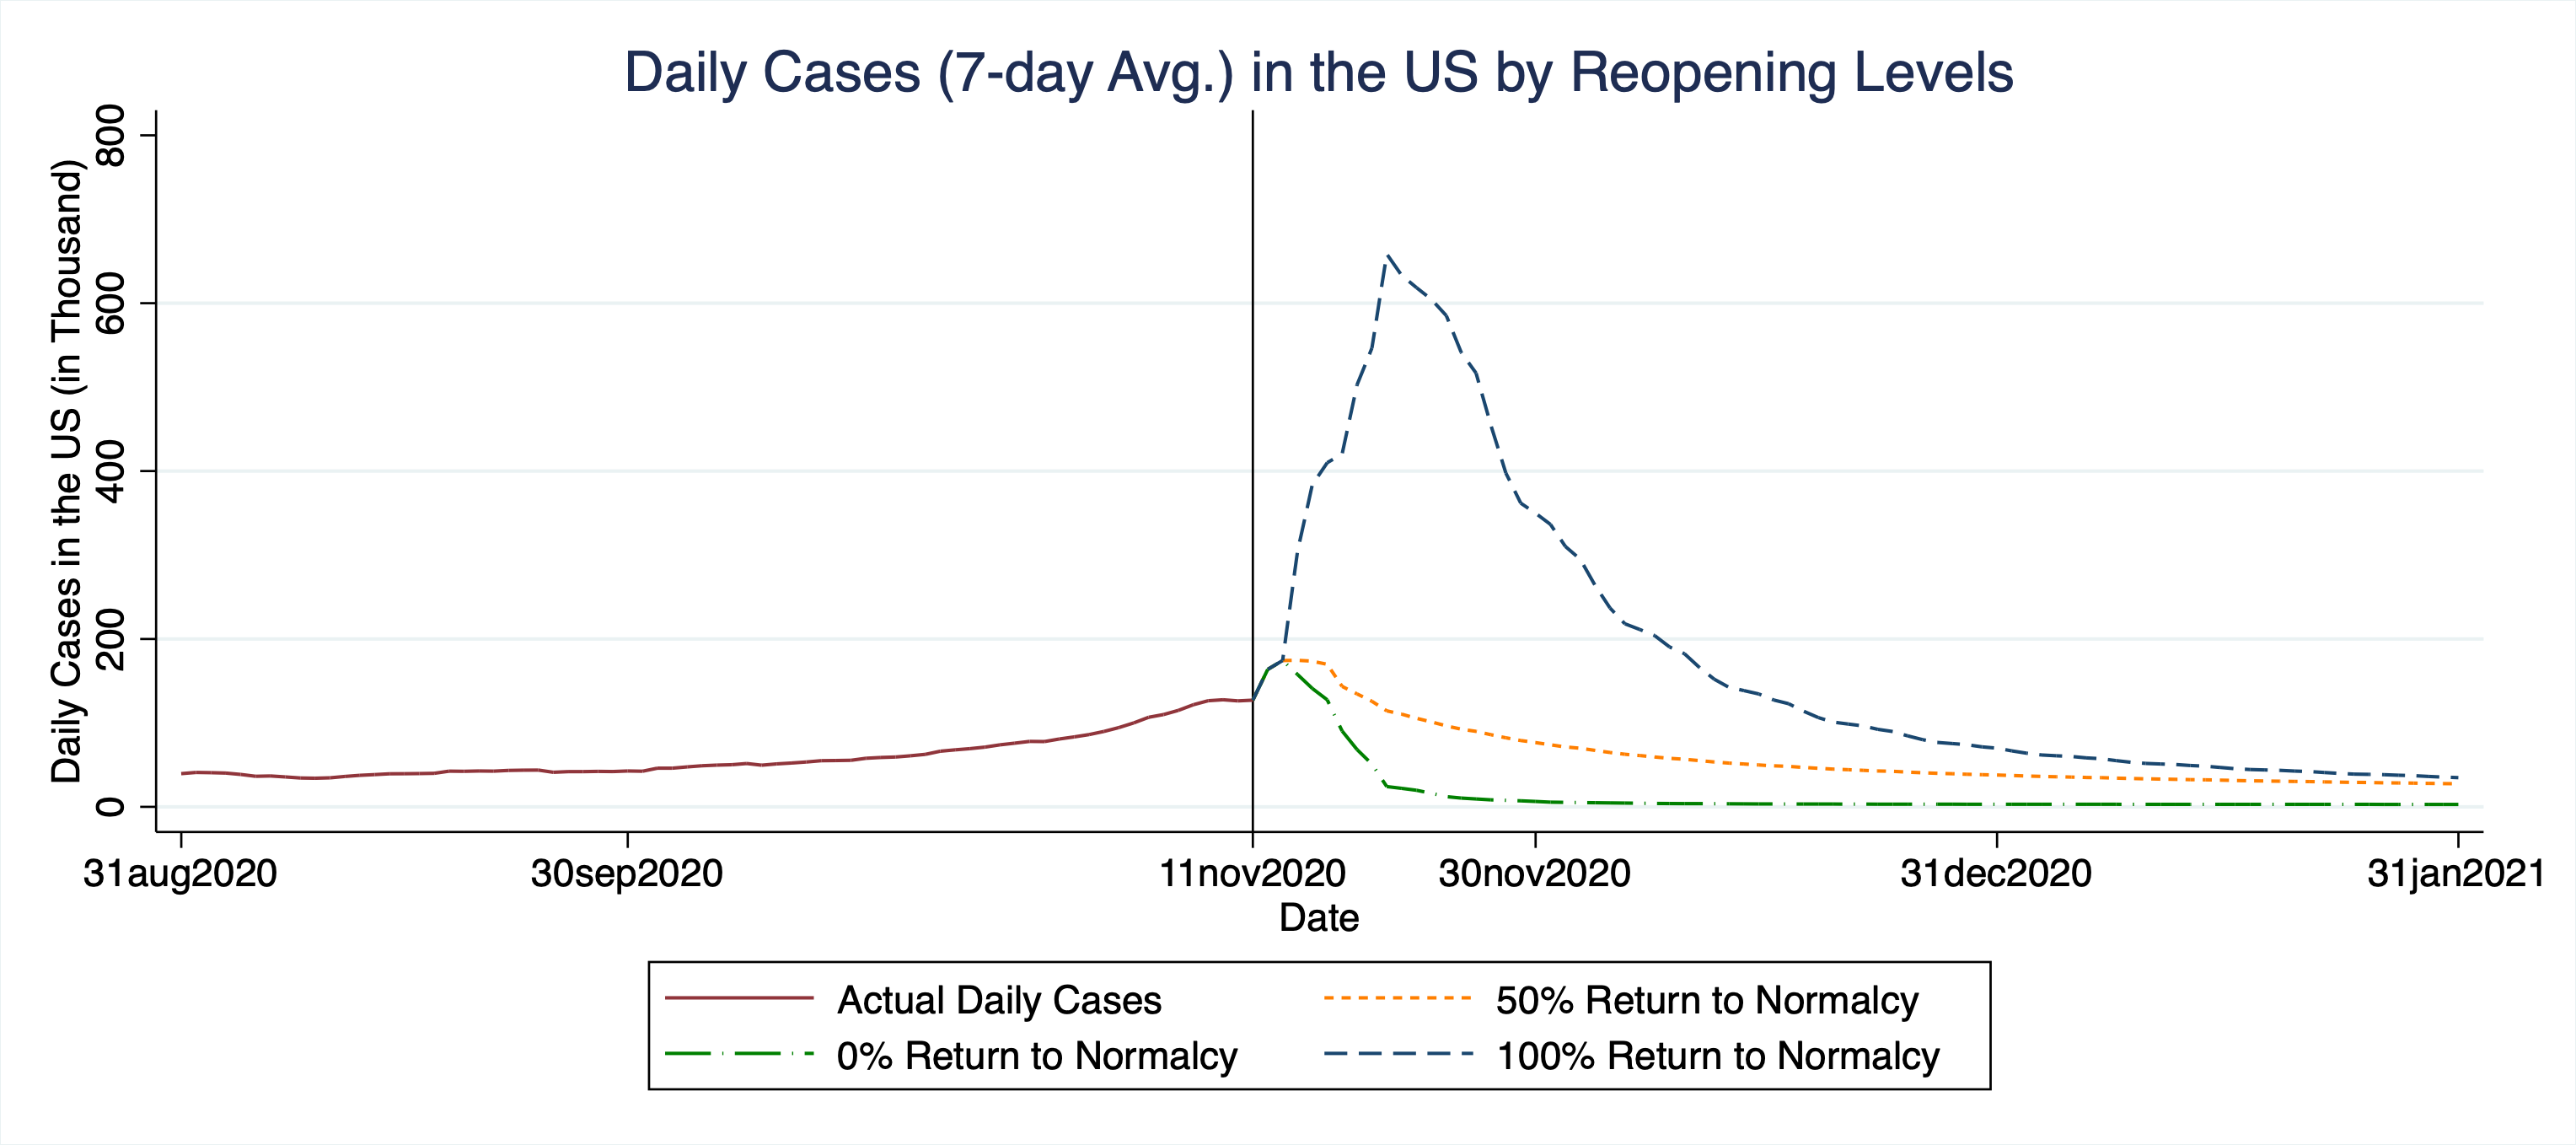 Daily Cases (7-day Avg.) in the US by Reopening Levels
Daily Cases in the US (in Thousand)
800
600
400
200
0
31aug2020
30sep2020
11nov2020
30nov2020
31dec2020
31jan2021
Date
Actual Daily Cases
50% Return to Normalcy
0% Return to Normalcy
100% Return to Normalcy